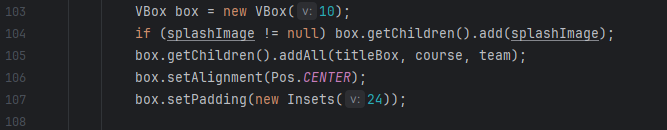 103 VBox box = new VBox( v: 10);
104 if (splashImage != null) box.getChildren().add(splashImage);
105 box.getChildren().addAll(titleBox, course, team);
106 box.setAlignment(Pos.CENTER);
107 box.setPadding(new Insets( v: 24));
108